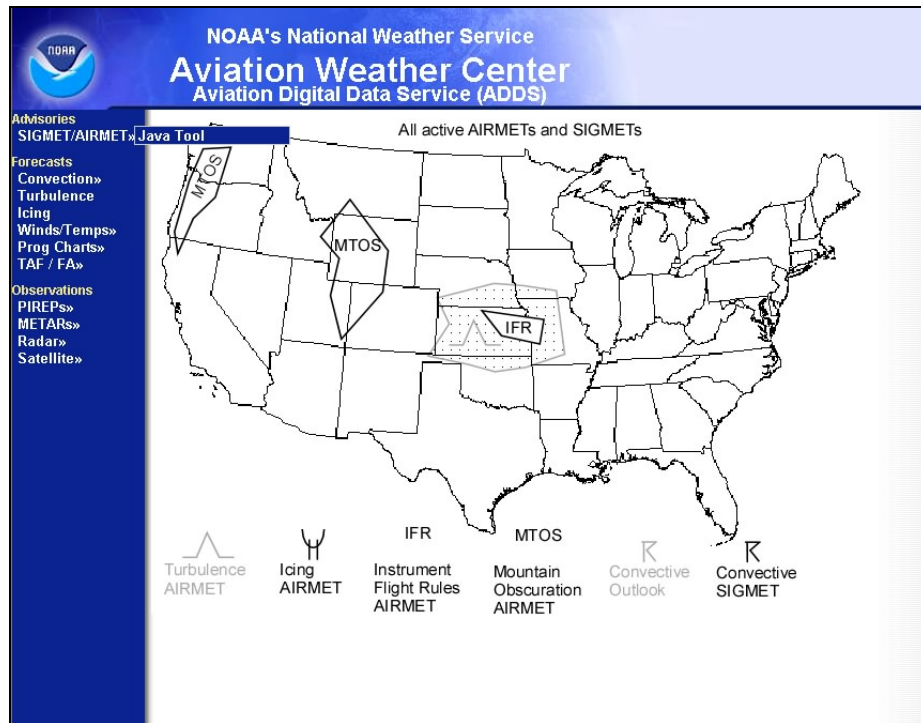 NOAA
NOAA's National Weather Service
Aviation Weather Center
Aviation Digital Data Service (ADDS)
Advisories
SIGMET/AIRMET»
Java Tool
Forecasts
Convection»
Turbulence
Icing
Winds/Temps»
Prog Charts»
TAF / FA»
Observations
PIREPs»
METARs»
Radar»
Satellite»
All active AIRMETs and SIGMETs
MTOS
MTOS
IFR
Turbulence
AIRMET
Icing
AIRMET
IFR
Instrument
Flight Rules
AIRMET
MTOS
Mountain
Obscuration
AIRMET
Convective
Outlook
Convective
SIGMET